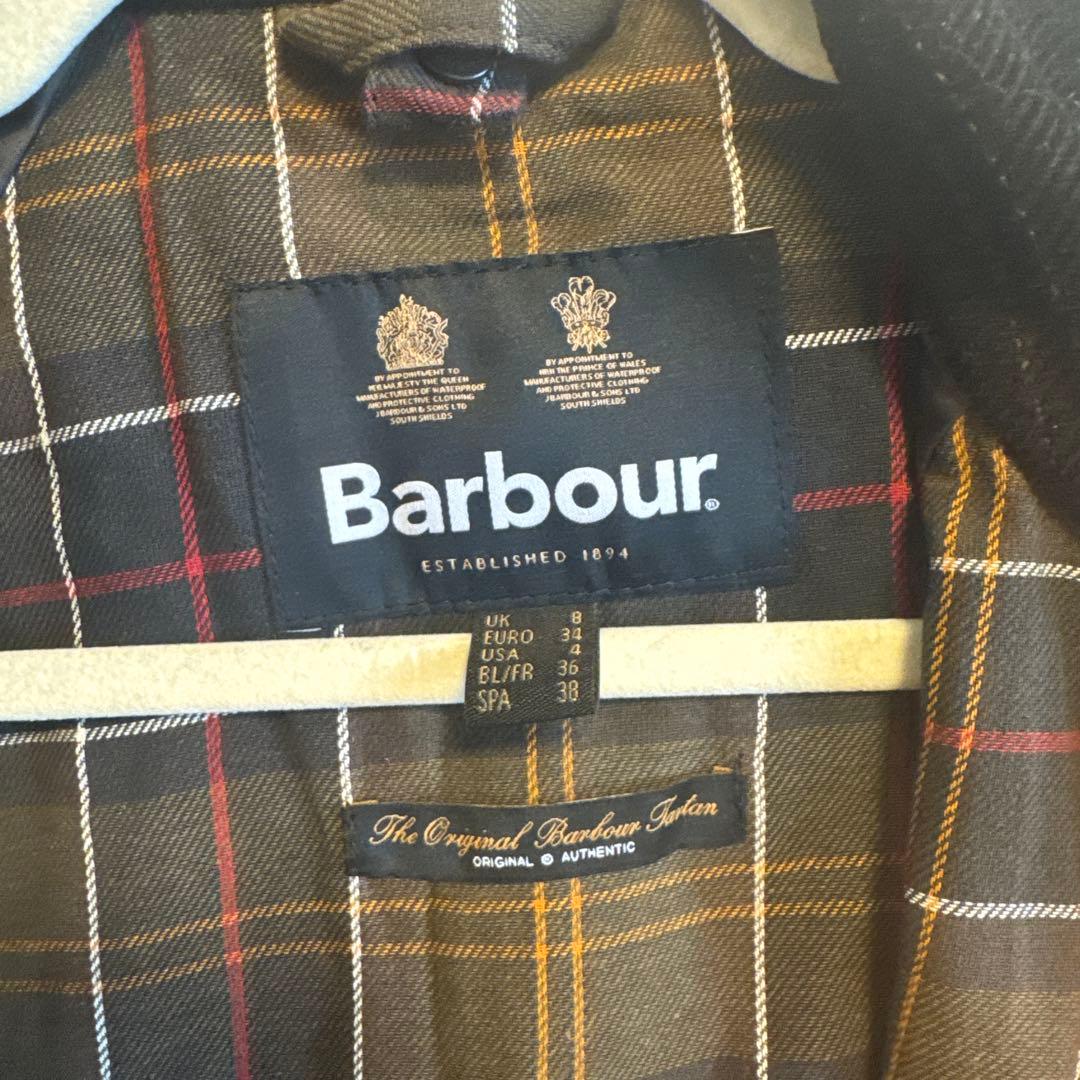 BY APPOINTMENT TO
HER MAJESTY THE QUEEN
MANUFACTURERS OF WATERPROOF
AND PROTECTIVE CLOTHING
J BARBOUR & SONS LTD
SOUTH SHIELDS
BY APPOINTMENT TO
HRH THE PRINCE OF WALES
MANUFACTURERS OF WATERPROOF
AND PROTECTIVE CLOTHING
J BARBOUR & SONS LTD
SOUTH SHIELDS
Barbour®
ESTABLISHED 1894
UK 8
EURO 34
USA 4
BL/FR 36
SPA 38
The Original Barbour Tartan
ORIGINAL © AUTHENTIC